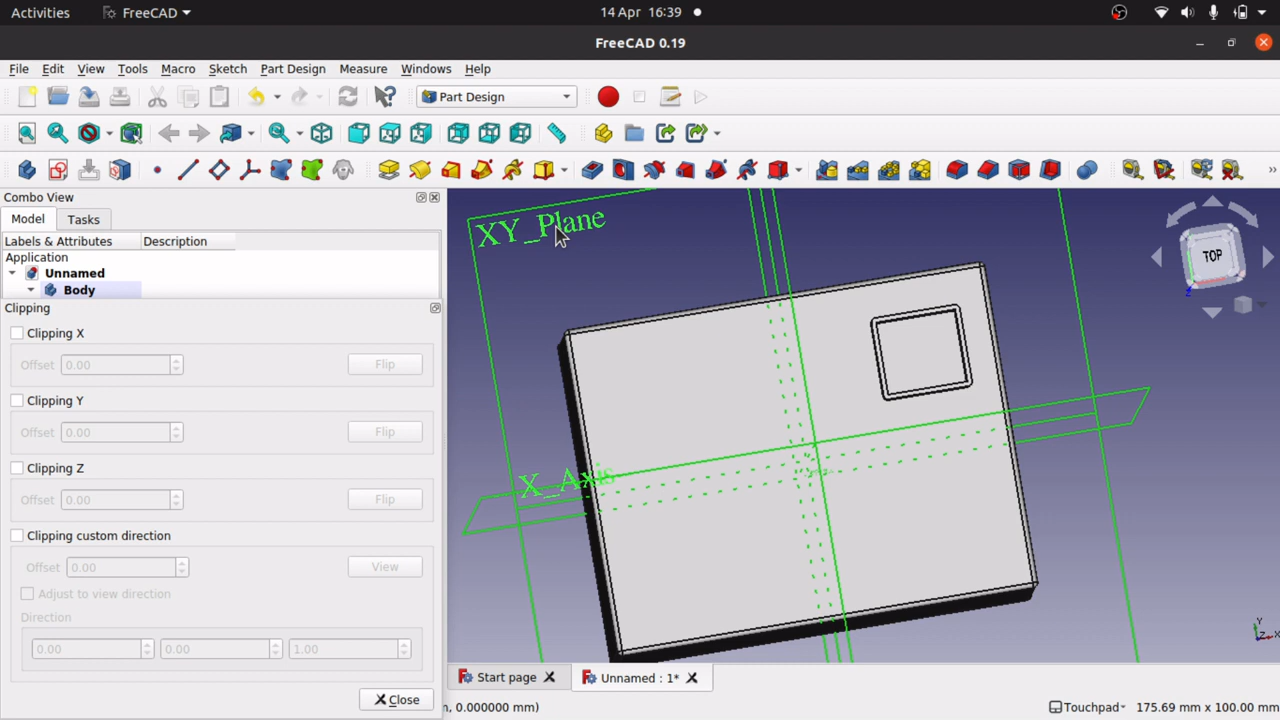 Activities FreeCAD 14 Apr 16:39
FreeCAD 0.19
File Edit View Tools Macro Sketch Part Design Measure Windows Help
Part Design
Combo View
Model Tasks
Labels & Attributes Description
Application
Unnamed
Body
Clipping
Clipping X
Offset 0.00 Flip
Clipping Y
Offset 0.00 Flip
Clipping Z
Offset 0.00 Flip
Clipping custom direction
Offset 0.00 View
Adjust to view direction
Direction
0.00 0.00 1.00
Close
XY_Plane
TOP
X_Axis
Y
Z X
Start page Unnamed : 1*
, 0.000000 mm) Touchpad 175.69 mm x 100.00 mm